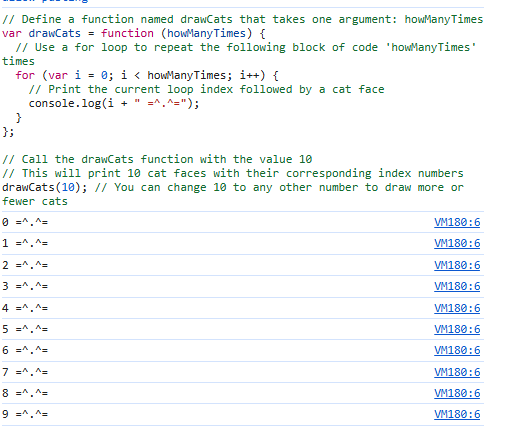 // Define a function named drawCats that takes one argument: howManyTimes
var drawCats = function (howManyTimes) {
// Use a for loop to repeat the following block of code 'howManyTimes'
times
for (var i = 0; i < howManyTimes; i++) {
// Print the current loop index followed by a cat face
console.log(i + " =^.^=");
}
};
// Call the drawCats function with the value 10
// This will print 10 cat faces with their corresponding index numbers
drawCats(10); // You can change 10 to any other number to draw more or
fewer cats
0 =^.^= VM180:6
1 =^.^= VM180:6
2 =^.^= VM180:6
3 =^.^= VM180:6
4 =^.^= VM180:6
5 =^.^= VM180:6
6 =^.^= VM180:6
7 =^.^= VM180:6
8 =^.^= VM180:6
9 =^.^= VM180:6